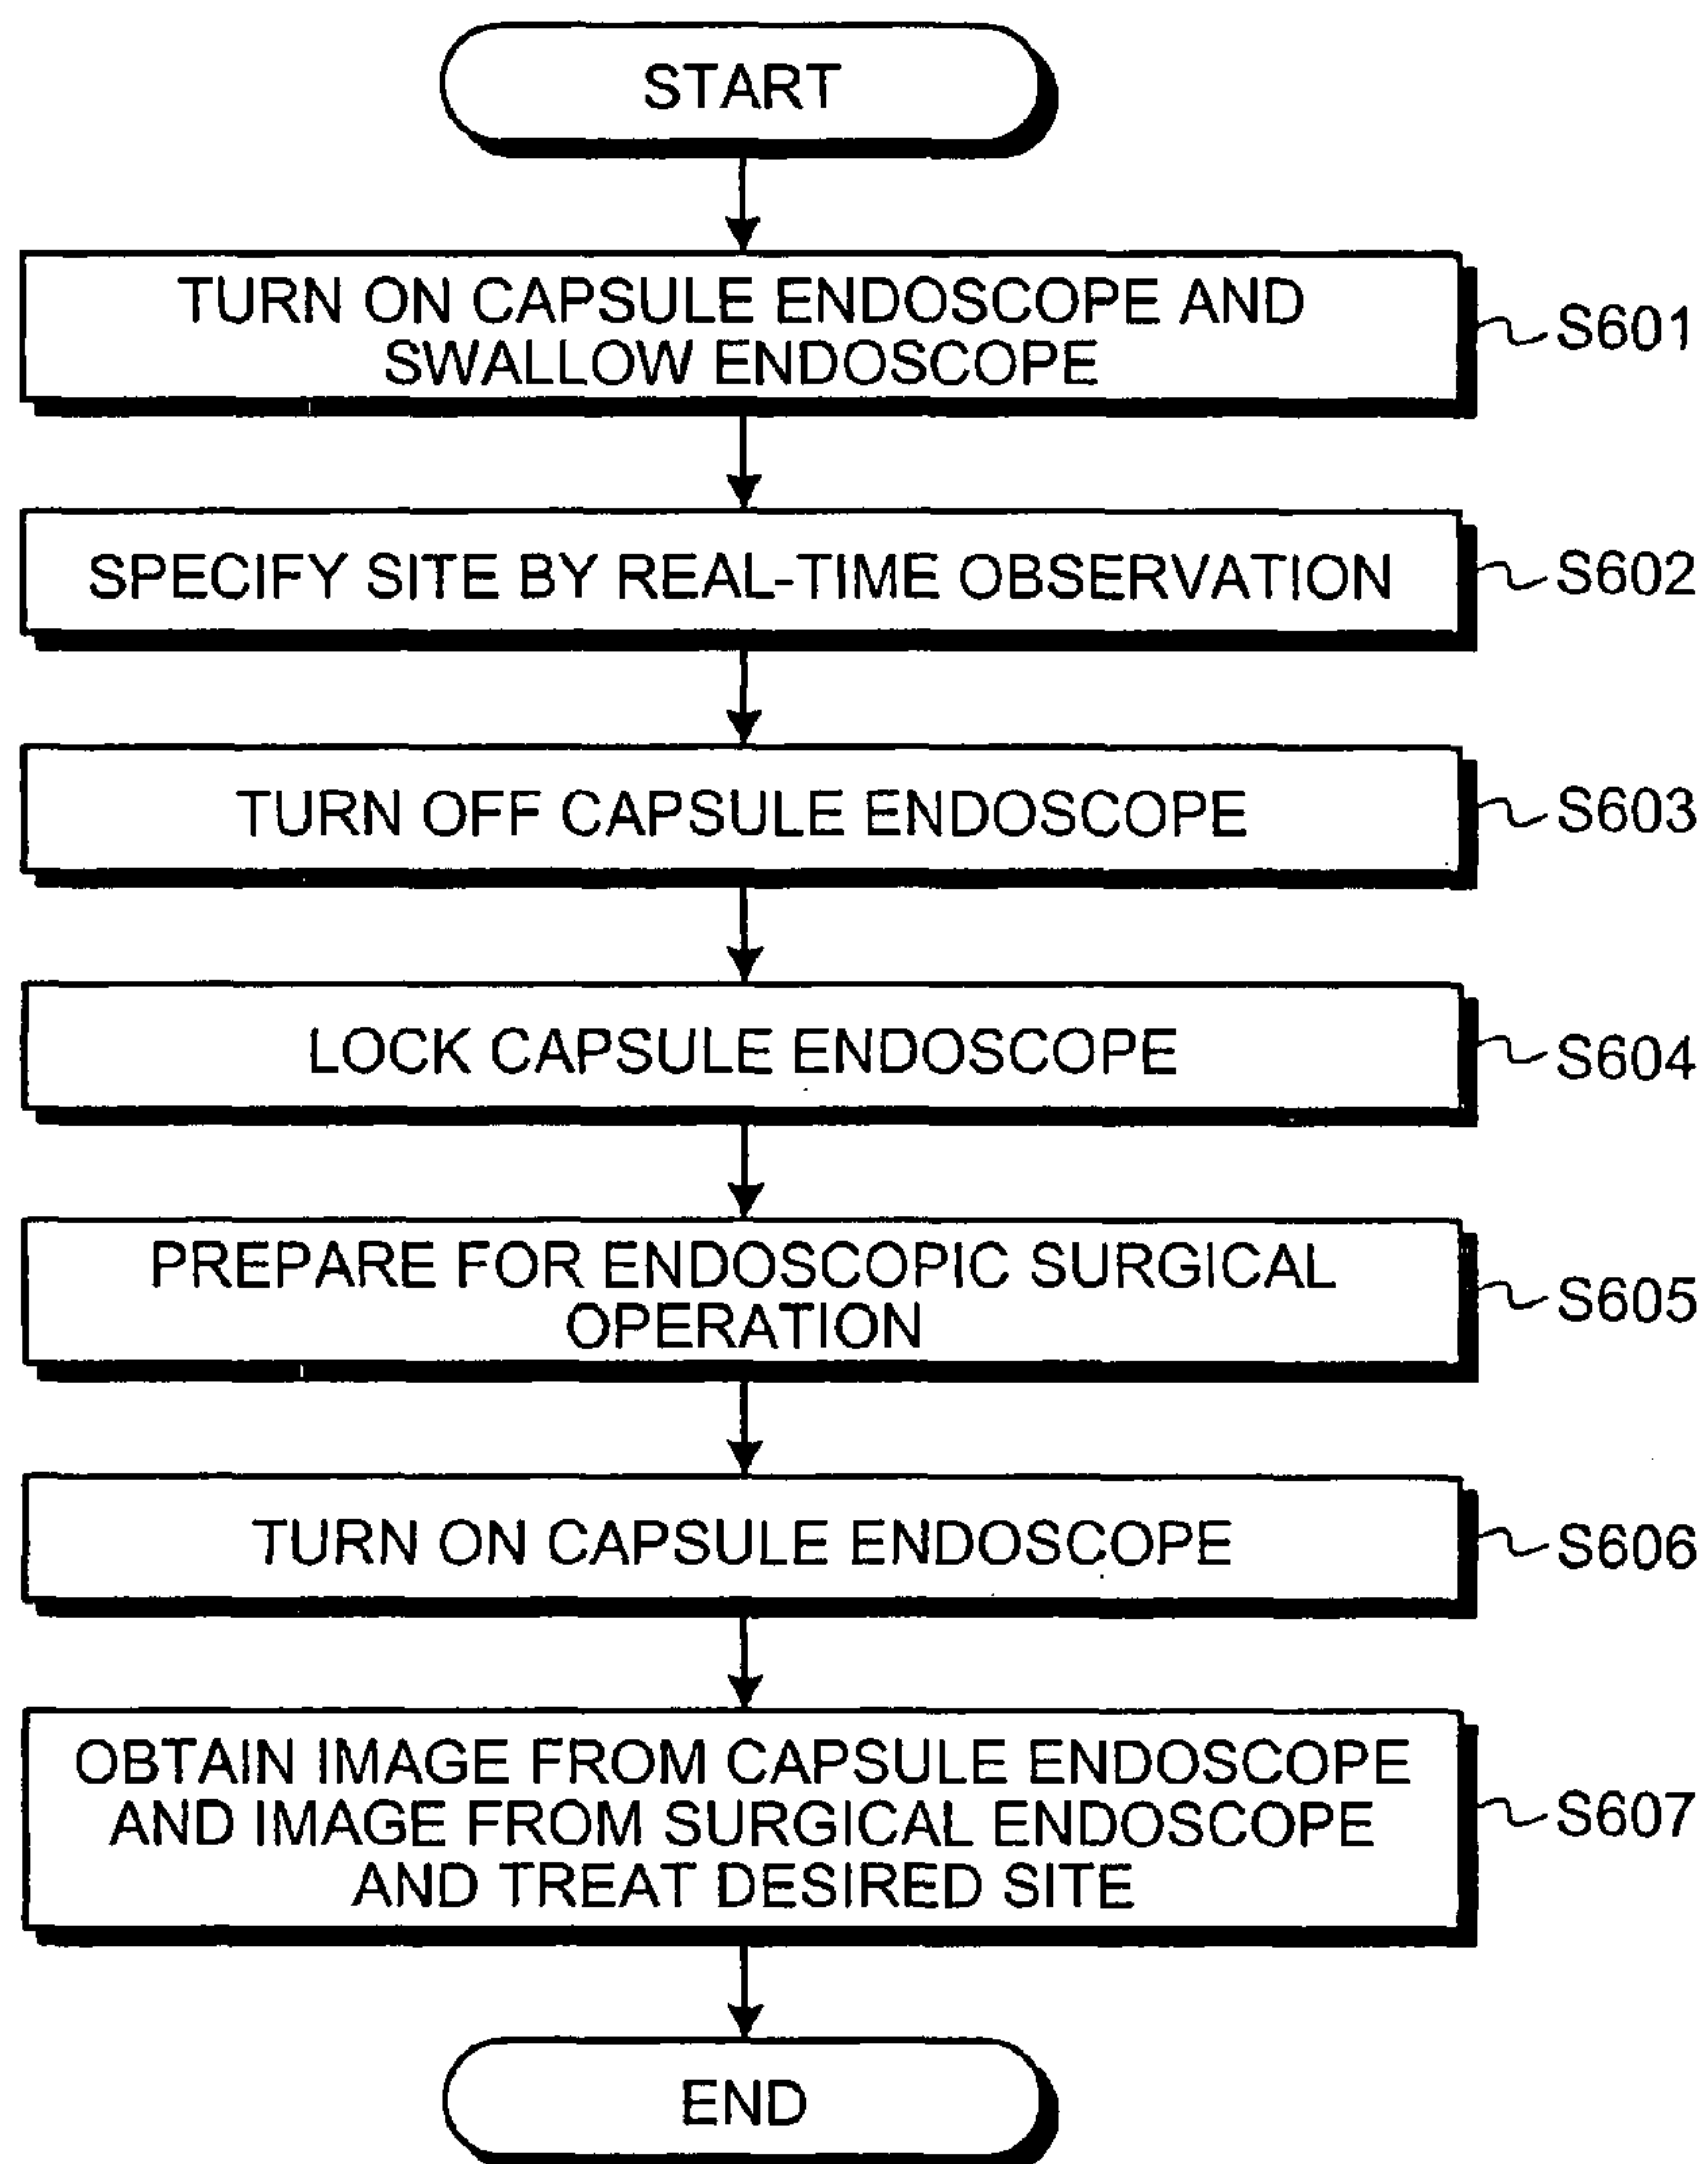 START
TURN ON CAPSULE ENDOSCOPE AND
SWALLOW ENDOSCOPE
S601
SPECIFY SITE BY REAL-TIME OBSERVATION
S602
TURN OFF CAPSULE ENDOSCOPE
S603
LOCK CAPSULE ENDOSCOPE
S604
PREPARE FOR ENDOSCOPIC SURGICAL
OPERATION
S605
TURN ON CAPSULE ENDOSCOPE
S606
OBTAIN IMAGE FROM CAPSULE ENDOSCOPE
AND IMAGE FROM SURGICAL ENDOSCOPE
AND TREAT DESIRED SITE
S607
END